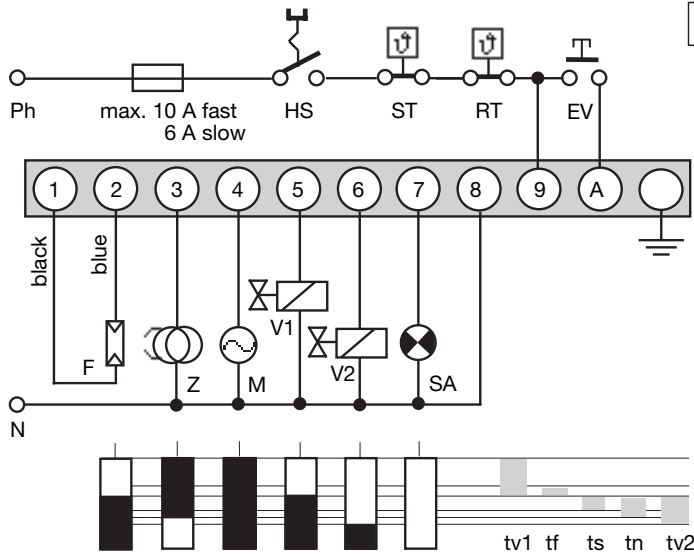 ϑ ϑ
Ph max. 10 A fast HS ST RT EV
6 A slow
1 2 3 4 5 6 7 8 9 A
black blue
V1
F Z M V2 SA
N
tv1 tf ts tn tv2